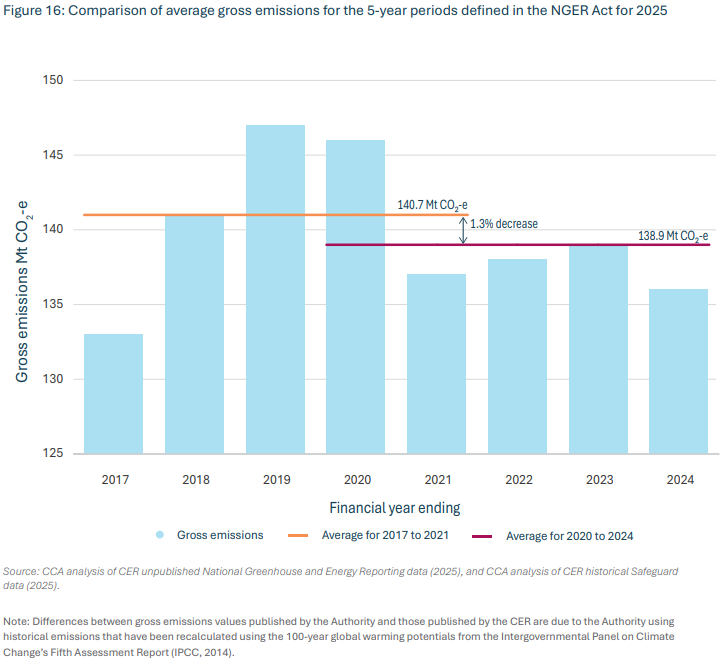 Figure 16: Comparison of average gross emissions for the 5-year periods defined in the NGER Act for 2025
150
145
140
135
130
125
Gross emissions Mt CO₂-e
140.7 Mt CO₂-e
1.3% decrease
138.9 Mt CO₂-e
2017 2018 2019 2020 2021 2022 2023 2024
Financial year ending
Gross emissions Average for 2017 to 2021 Average for 2020 to 2024
Source: CCA analysis of CER unpublished National Greenhouse and Energy Reporting data (2025), and CCA analysis of CER historical Safeguard
data (2025).
Note: Differences between gross emissions values published by the Authority and those published by the CER are due to the Authority using
historical emissions that have been recalculated using the 100-year global warming potentials from the Intergovernmental Panel on Climate
Change's Fifth Assessment Report (IPCC, 2014).